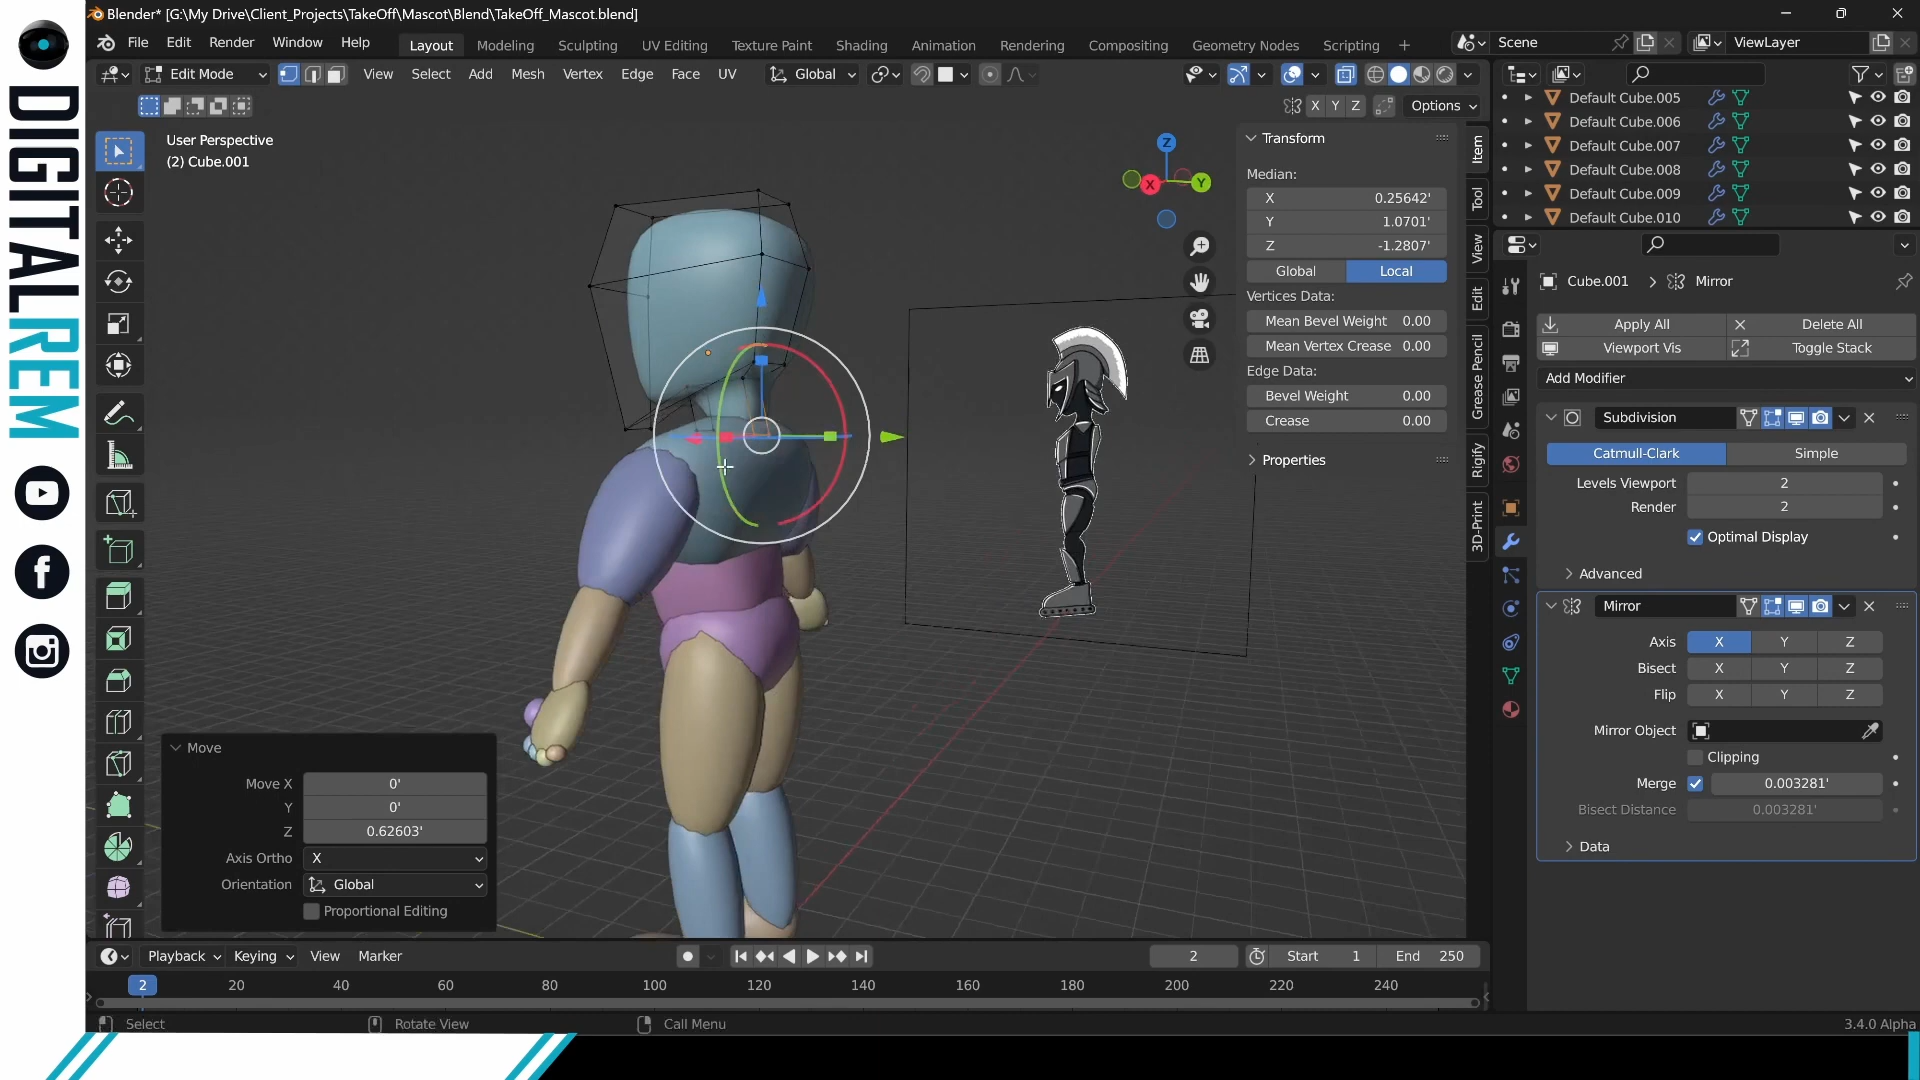 DIGITALREM
Blender* [G:\My Drive\Client_Projects\TakeOff\Mascot\Blend\TakeOff_Mascot.blend]
File Edit Render Window Help Layout Modeling Sculpting UV Editing Texture Paint Shading Animation Rendering Compositing Geometry Nodes Scripting + Scene ViewLayer
Edit Mode View Select Add Mesh Vertex Edge Face UV Global
X Y Z Options
User Perspective
(2) Cube.001
Z
X
Y
Transform
Median:
X 0.25642'
Y 1.0701'
Z -1.2807'
Global Local
Vertices Data:
Mean Bevel Weight 0.00
Mean Vertex Crease 0.00
Edge Data:
Bevel Weight 0.00
Crease 0.00
Properties
Item
Tool
View
Edit
Grease Pencil
Rigify
3D-Print
Default Cube.005
Default Cube.006
Default Cube.007
Default Cube.008
Default Cube.009
Default Cube.010
Cube.001 > Mirror
Apply All Delete All
Viewport Vis Toggle Stack
Add Modifier
Subdivision
Catmull-Clark Simple
Levels Viewport 2
Render 2
Optimal Display
Advanced
Mirror
Axis X Y Z
Bisect X Y Z
Flip X Y Z
Mirror Object
Clipping
Merge 0.003281'
Bisect Distance 0.003281'
Data
Move
Move X 0'
Y 0'
Z 0.62603'
Axis Ortho X
Orientation Global
Proportional Editing
Playback Keying View Marker 2 Start 1 End 250
2 20 40 60 80 100 120 140 160 180 200 220 240
Select Rotate View Call Menu 3.4.0 Alpha